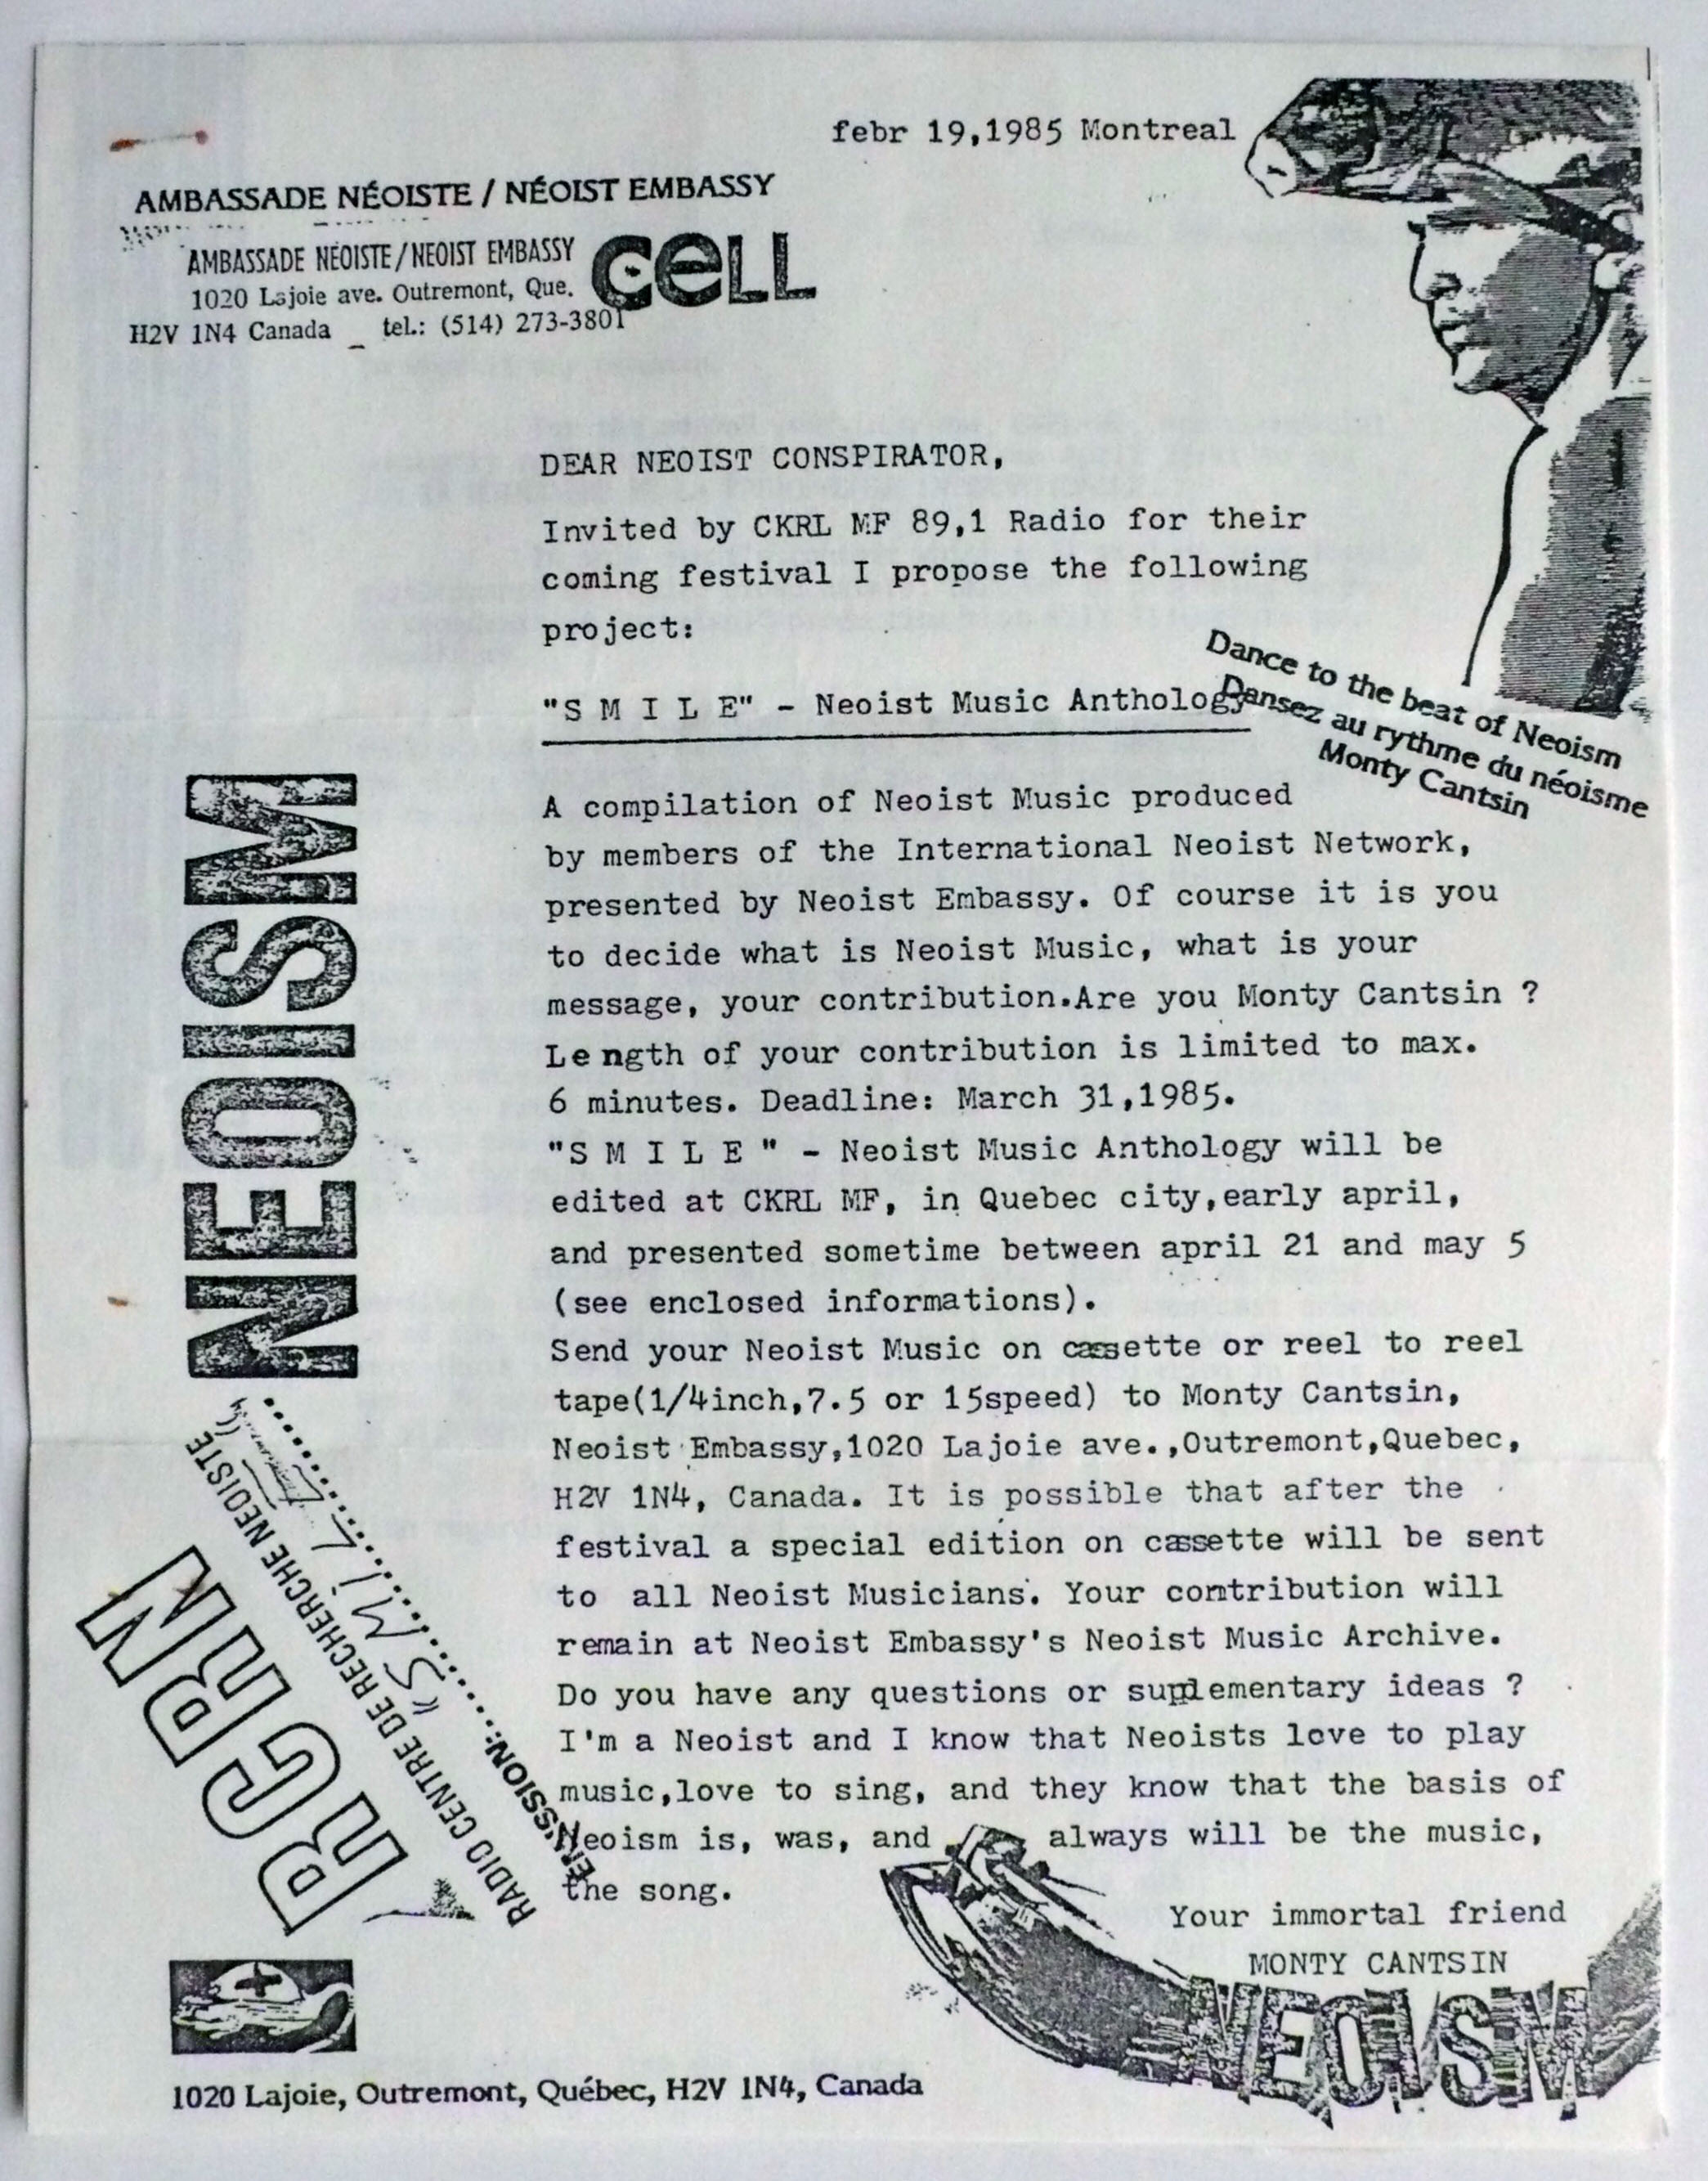 febr 19,1985 Montreal
AMBASSADE NÉOISTE / NÉOIST EMBASSY
AMBASSADE NÉOISTE/NEOIST EMBASSY
CELL
1020 Lajoie ave. Outremont, Que.
H2V 1N4 Canada _ tel.: (514) 273-3801
DEAR NEOIST CONSPIRATOR,
Invited by CKRL MF 89,1 Radio for their
coming festival I propose the following
project:
"S M I L E" - Neoist Music Anthology
Dance to the beat of Neoism
Dansez au rythme du néoisme
Monty Cantsin
A compilation of Neoist Music produced
by members of the International Neoist Network,
presented by Neoist Embassy. Of course it is you
to decide what is Neoist Music, what is your
message, your contribution.Are you Monty Cantsin ?
Length of your contribution is limited to max.
6 minutes. Deadline: March 31,1985.
"S M I L E " - Neoist Music Anthology will be
edited at CKRL MF, in Quebec city,early april,
and presented sometime between april 21 and may 5
(see enclosed informations).
Send your Neoist Music on cassette or reel to reel
tape(1/4inch,7.5 or 15speed) to Monty Cantsin,
Neoist Embassy,1020 Lajoie ave.,Outremont,Quebec,
H2V 1N4, Canada. It is possible that after the
festival a special edition on cassette will be sent
to all Neoist Musicians. Your contribution will
remain at Neoist Embassy's Neoist Music Archive.
Do you have any questions or suplementary ideas ?
I'm a Neoist and I know that Neoists love to play
music,love to sing, and they know that the basis of
Neoism is, was, and always will be the music,
the song.
Your immortal friend
MONTY CANTSIN
NEOISM
NEOISM
RCRN
RADIO CENTRE DE RECHERCHE NEOISTE
"SMILE"
1020 Lajoie, Outremont, Québec, H2V 1N4, Canada